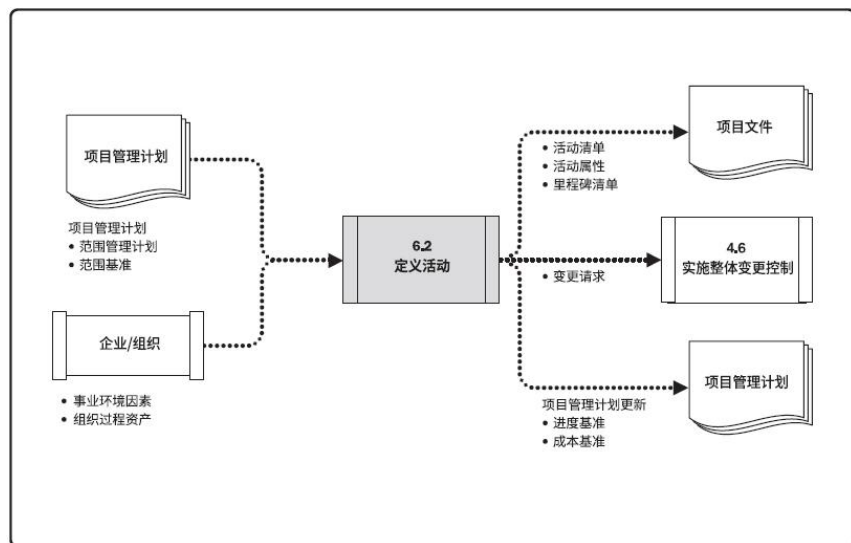 项目管理计划
项目管理计划
• 范围管理计划
• 范围基准
企业/组织
• 事业环境因素
• 组织过程资产
6.2
定义活动
项目文件
• 活动清单
• 活动属性
• 里程碑清单
4.6
实施整体变更控制
• 变更请求
项目管理计划
项目管理计划更新
• 进度基准
• 成本基准